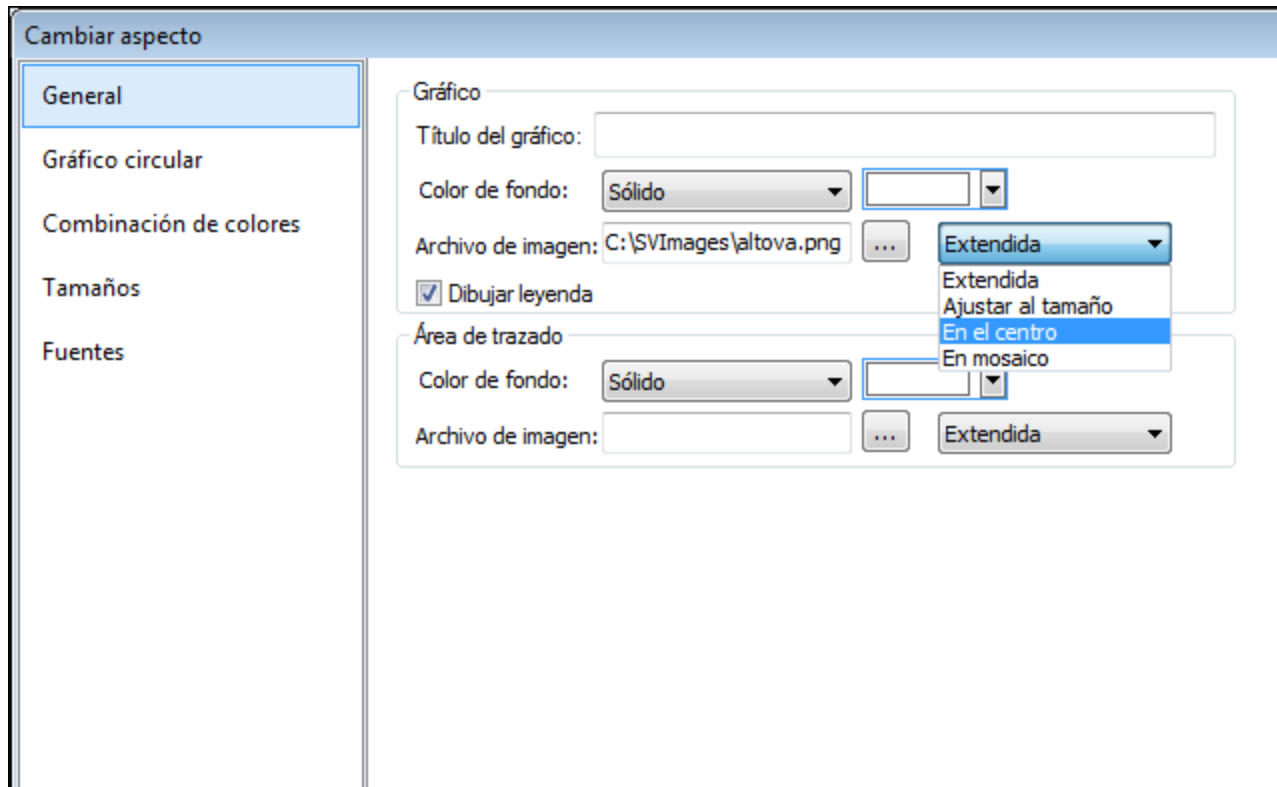 Cambiar aspecto
General
Gráfico circular
Combinación de colores
Tamaños
Fuentes
Gráfico
Título del gráfico:
Color de fondo: Sólido
Archivo de imagen: C:\SVImages\altova.png ... Extendida
Extendida
Ajustar al tamaño
En el centro
En mosaico
Dibujar leyenda
Área de trazado
Color de fondo: Sólido
Archivo de imagen: ... Extendida